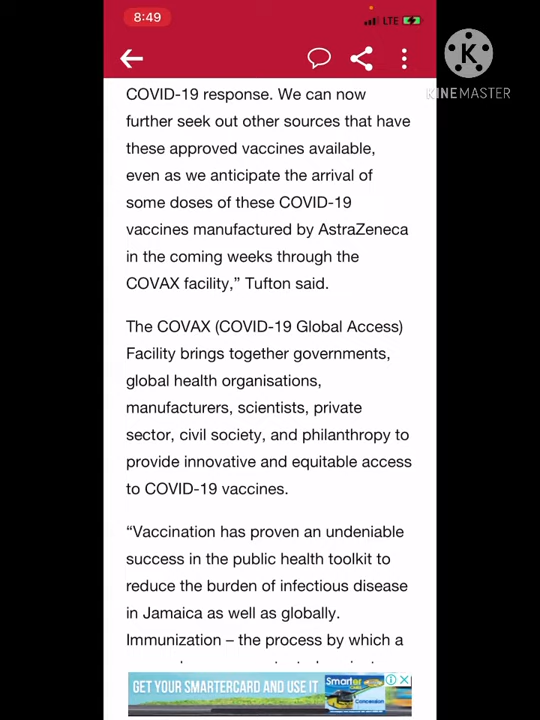 8:49
LTE
KINEMASTER
COVID-19 response. We can now
further seek out other sources that have
these approved vaccines available,
even as we anticipate the arrival of
some doses of these COVID-19
vaccines manufactured by AstraZeneca
in the coming weeks through the
COVAX facility,” Tufton said.
The COVAX (COVID-19 Global Access)
Facility brings together governments,
global health organisations,
manufacturers, scientists, private
sector, civil society, and philanthropy to
provide innovative and equitable access
to COVID-19 vaccines.
“Vaccination has proven an undeniable
success in the public health toolkit to
reduce the burden of infectious disease
in Jamaica as well as globally.
Immunization – the process by which a
GET YOUR SMARTERCARD AND USE IT
Smarter
Concession